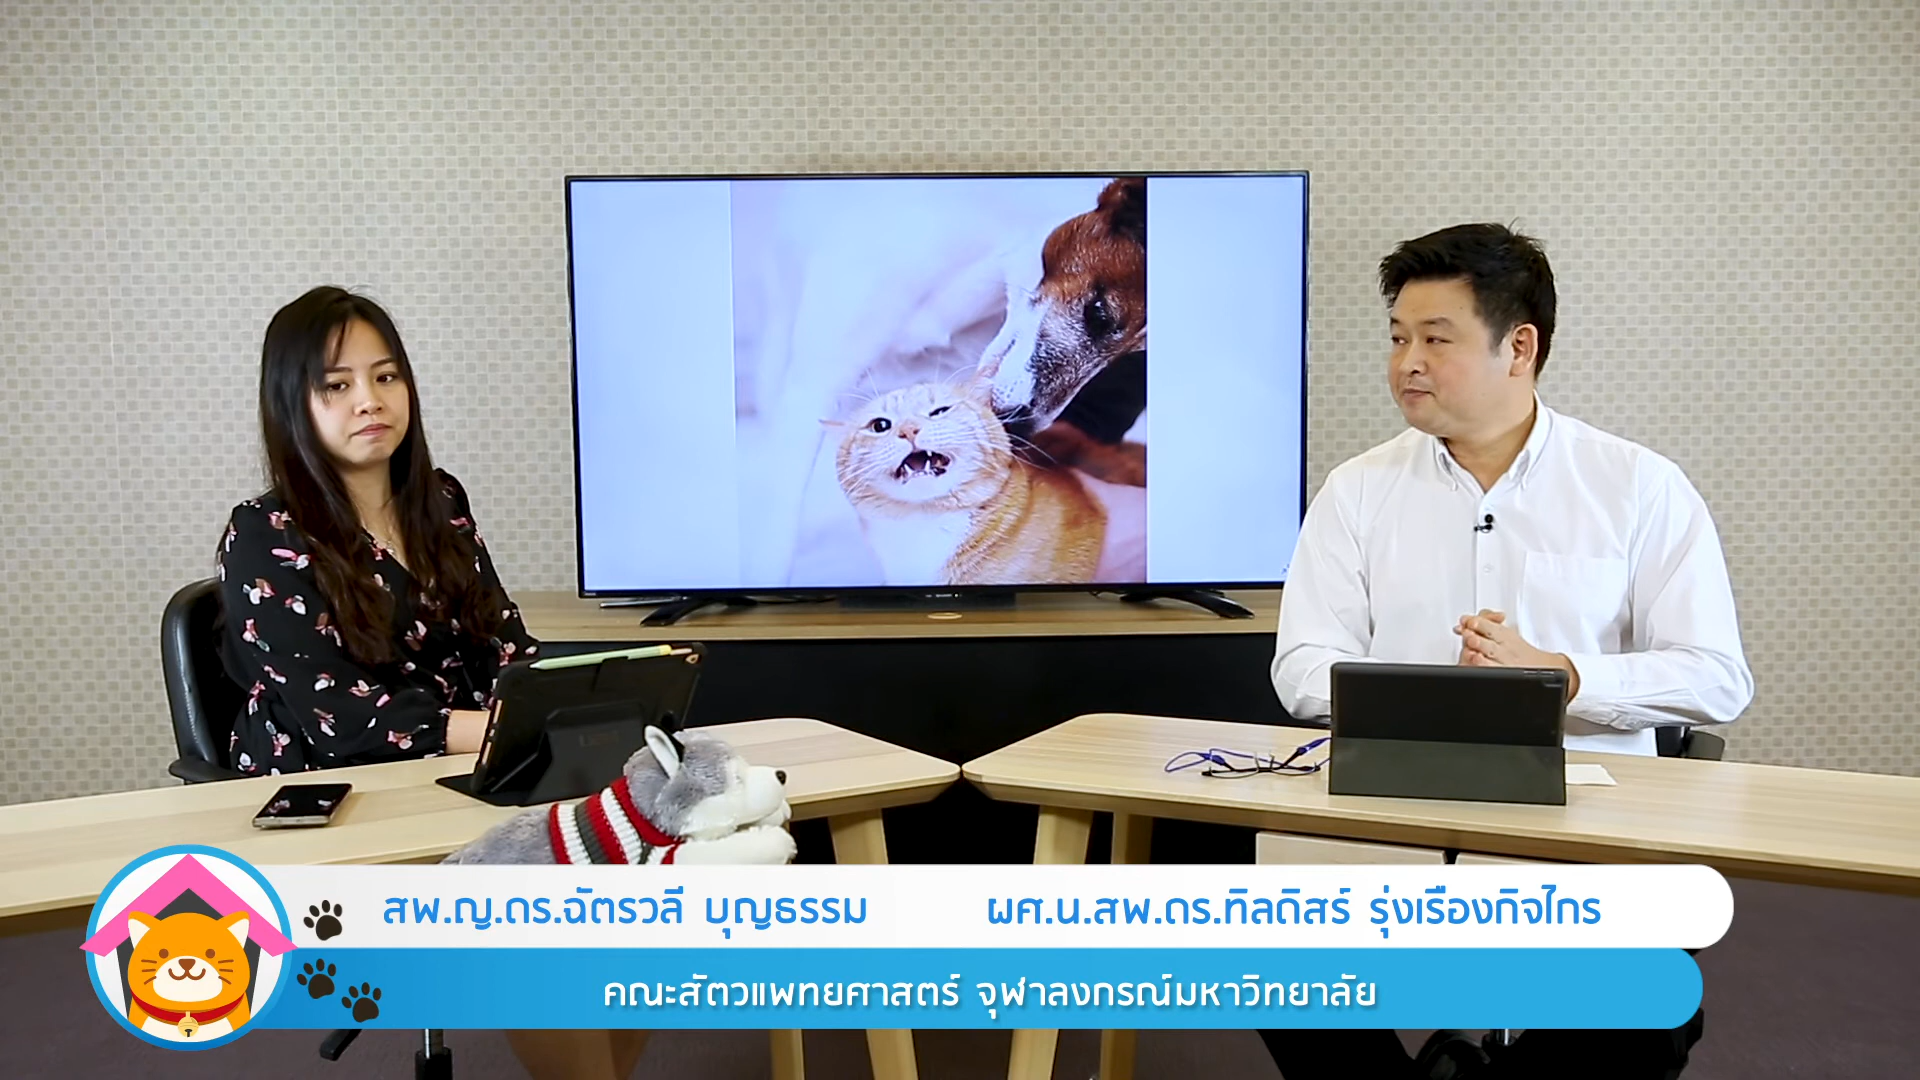 สพ.ญ.ดร.ฉัตรวลี บุญธรรม ผศ.น.สพ.ดร.ทิลดิสร์ รุ่งเรืองกิจไกร
คณะสัตวแพทยศาสตร์ จุฬาลงกรณ์มหาวิทยาลัย